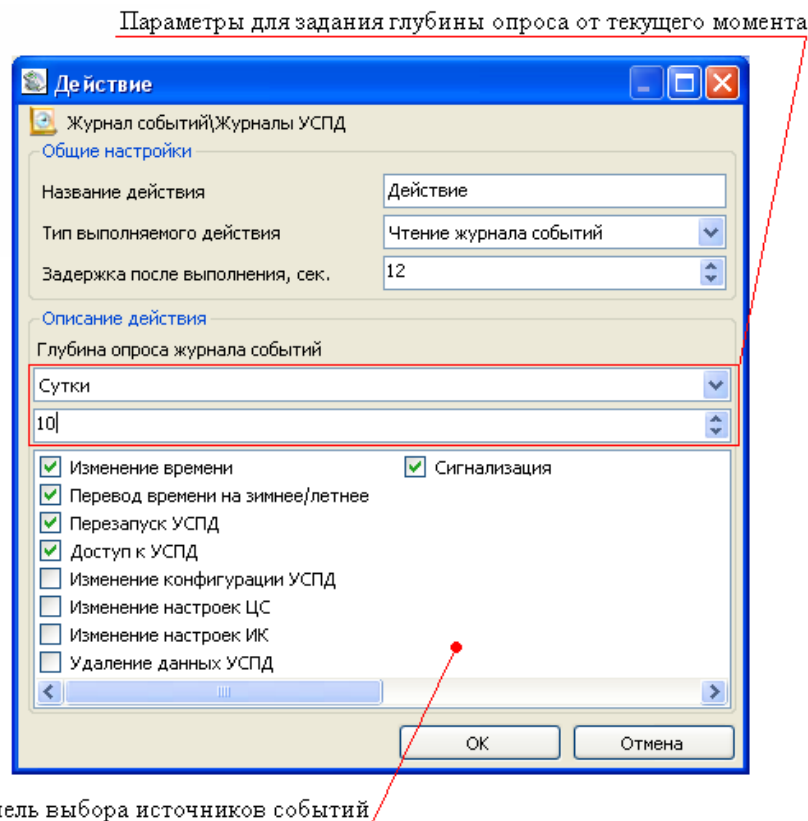 Параметры для задания глубины опроса от текущего момента
Действие
Журнал событий\Журналы УСПД
Общие настройки
Название действия Действие
Тип выполняемого действия Чтение журнала событий
Задержка после выполнения, сек. 12
Описание действия
Глубина опроса журнала событий
Сутки
10
Изменение времени Сигнализация
Перевод времени на зимнее/летнее
Перезапуск УСПД
Доступ к УСПД
Изменение конфигурации УСПД
Изменение настроек ЦС
Изменение настроек ИК
Удаление данных УСПД
ОК Отмена
выбора источников событий